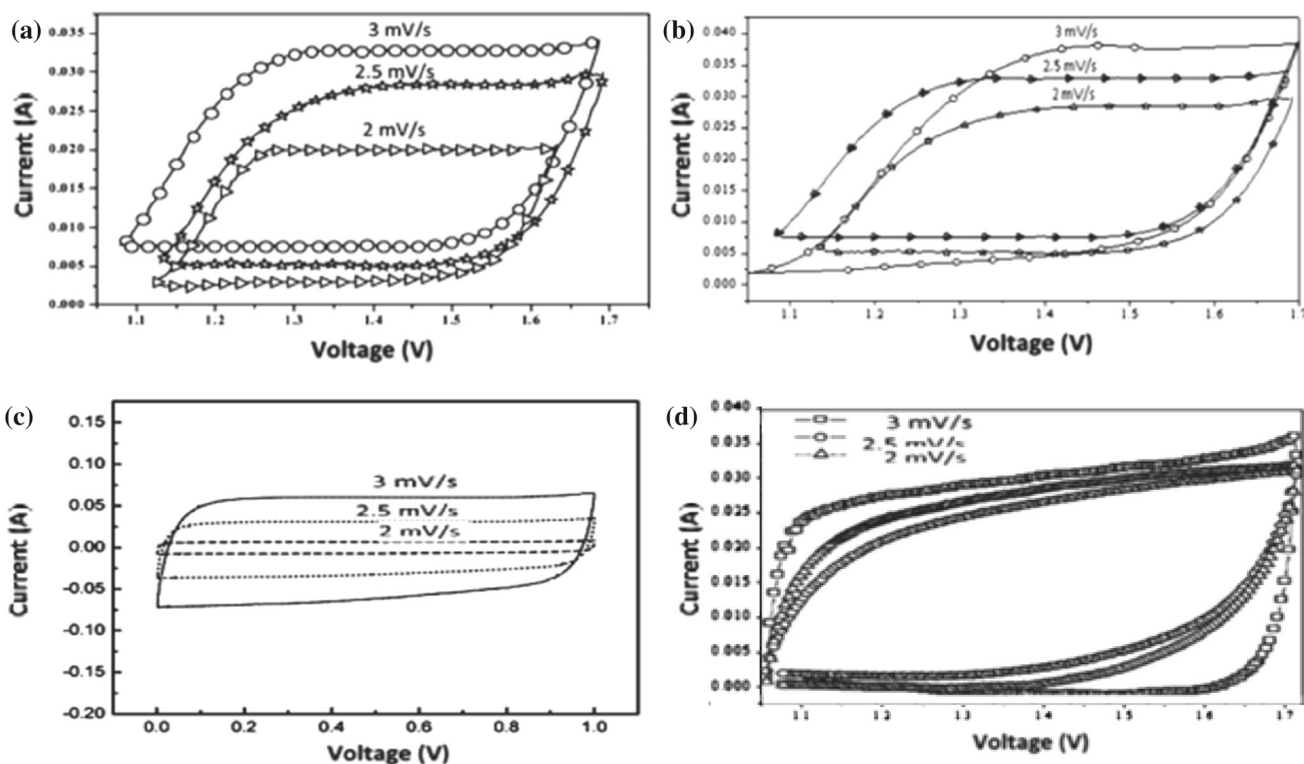 (a)
3 mV/s
2.5 mV/s
2 mV/s
0.035
0.030
0.025
0.020
0.015
0.010
0.005
0.000
Current (A)
1.1 1.2 1.3 1.4 1.5 1.6 1.7
Voltage (V)
(b)
3 mV/s
2.5 mV/s
2 mV/s
0.040
0.035
0.030
0.025
0.020
0.015
0.010
0.005
0.000
Current (A)
1.1 1.2 1.3 1.4 1.5 1.6 1.7
Voltage (V)
(c)
3 mV/s
2.5 mV/s
2 mV/s
0.15
0.10
0.05
0.00
-0.05
-0.10
-0.15
-0.20
Current (A)
0.0 0.2 0.4 0.6 0.8 1.0
Voltage (V)
(d)
3 mV/s
2.5 mV/s
2 mV/s
0.040
0.035
0.030
0.025
0.020
0.015
0.010
0.005
0.000
Current (A)
1.1 1.2 1.3 1.4 1.5 1.6 1.7
Voltage (V)